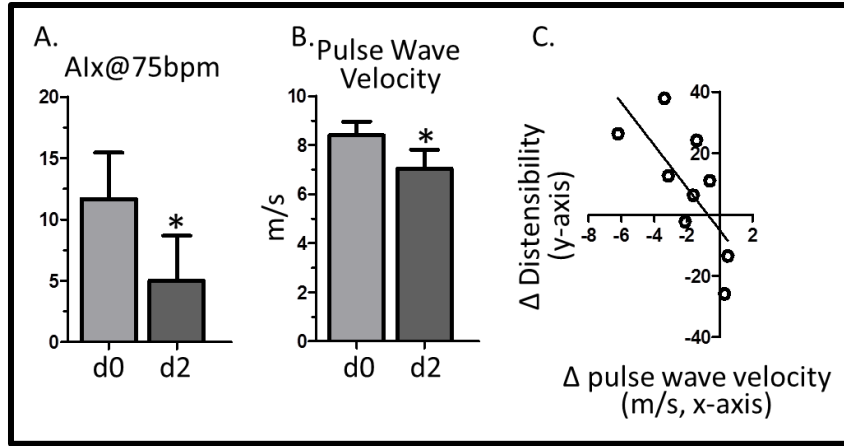 A.
AIx@75bpm
20
15
10
5
0
*
d0 d2
B. Pulse Wave
Velocity
m/s
10
8
6
4
2
0
*
d0 d2
C.
Δ Distensibility
(y-axis)
40
20
-8 -6 -4 -2 2
-20
-40
Δ pulse wave velocity
(m/s, x-axis)